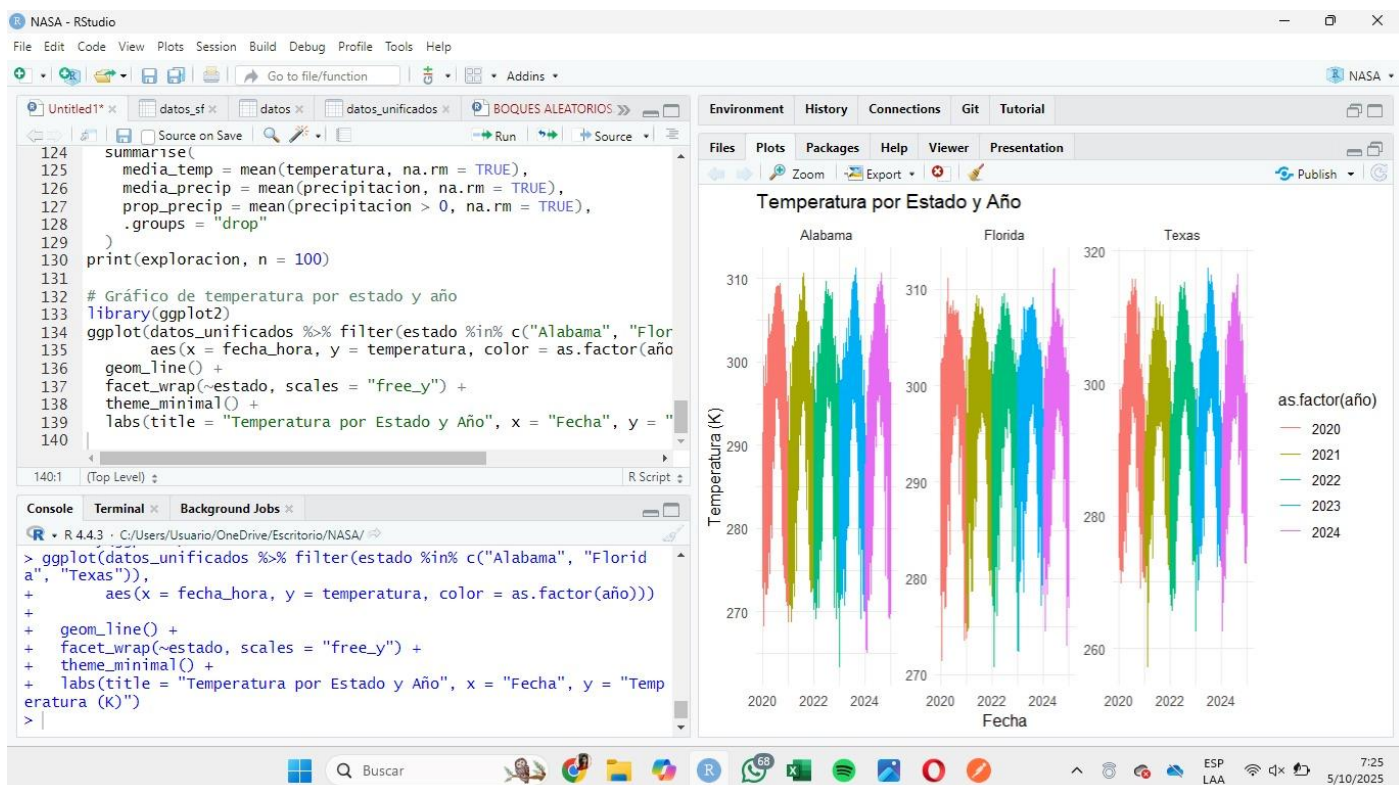 NASA - RStudio
File Edit Code View Plots Session Build Debug Profile Tools Help
Go to file/function
Addins
NASA
Untitled1*
datos_sf
datos
datos_unificados
BOQUES ALEATORIOS
Source on Save
Run
Source
124 summarise(
125 media_temp = mean(temperatura, na.rm = TRUE),
126 media_precip = mean(precipitacion, na.rm = TRUE),
127 prop_precip = mean(precipitacion > 0, na.rm = TRUE),
128 .groups = "drop"
129 )
130 print(exploracion, n = 100)
131
132 # Gráfico de temperatura por estado y año
133 library(ggplot2)
134 ggplot(datos_unificados %>% filter(estado %in% c("Alabama", "Flor
135 aes(x = fecha_hora, y = temperatura, color = as.factor(año
136 geom_line() +
137 facet_wrap(~estado, scales = "free_y") +
138 theme_minimal() +
139 labs(title = "Temperatura por Estado y Año", x = "Fecha", y = "
140
140:1 (Top Level) R Script
Console Terminal Background Jobs
R 4.4.3 · C:/Users/Usuario/OneDrive/Escritorio/NASA/
> ggplot(datos_unificados %>% filter(estado %in% c("Alabama", "Florid
a", "Texas")),
+ aes(x = fecha_hora, y = temperatura, color = as.factor(año)))
+
+ geom_line() +
+ facet_wrap(~estado, scales = "free_y") +
+ theme_minimal() +
+ labs(title = "Temperatura por Estado y Año", x = "Fecha", y = "Temp
eratura (K)")
>
Environment History Connections Git Tutorial
Files Plots Packages Help Viewer Presentation
Zoom Export Publish
Temperatura por Estado y Año
Alabama Florida Texas
Temperatura (K)
310
300
290
280
270
310
300
290
280
270
320
300
280
260
2020 2022 2024 2020 2022 2024 2020 2022 2024
Fecha
as.factor(año)
2020
2021
2022
2023
2024
Buscar
68
ESP
LAA
7:25
5/10/2025